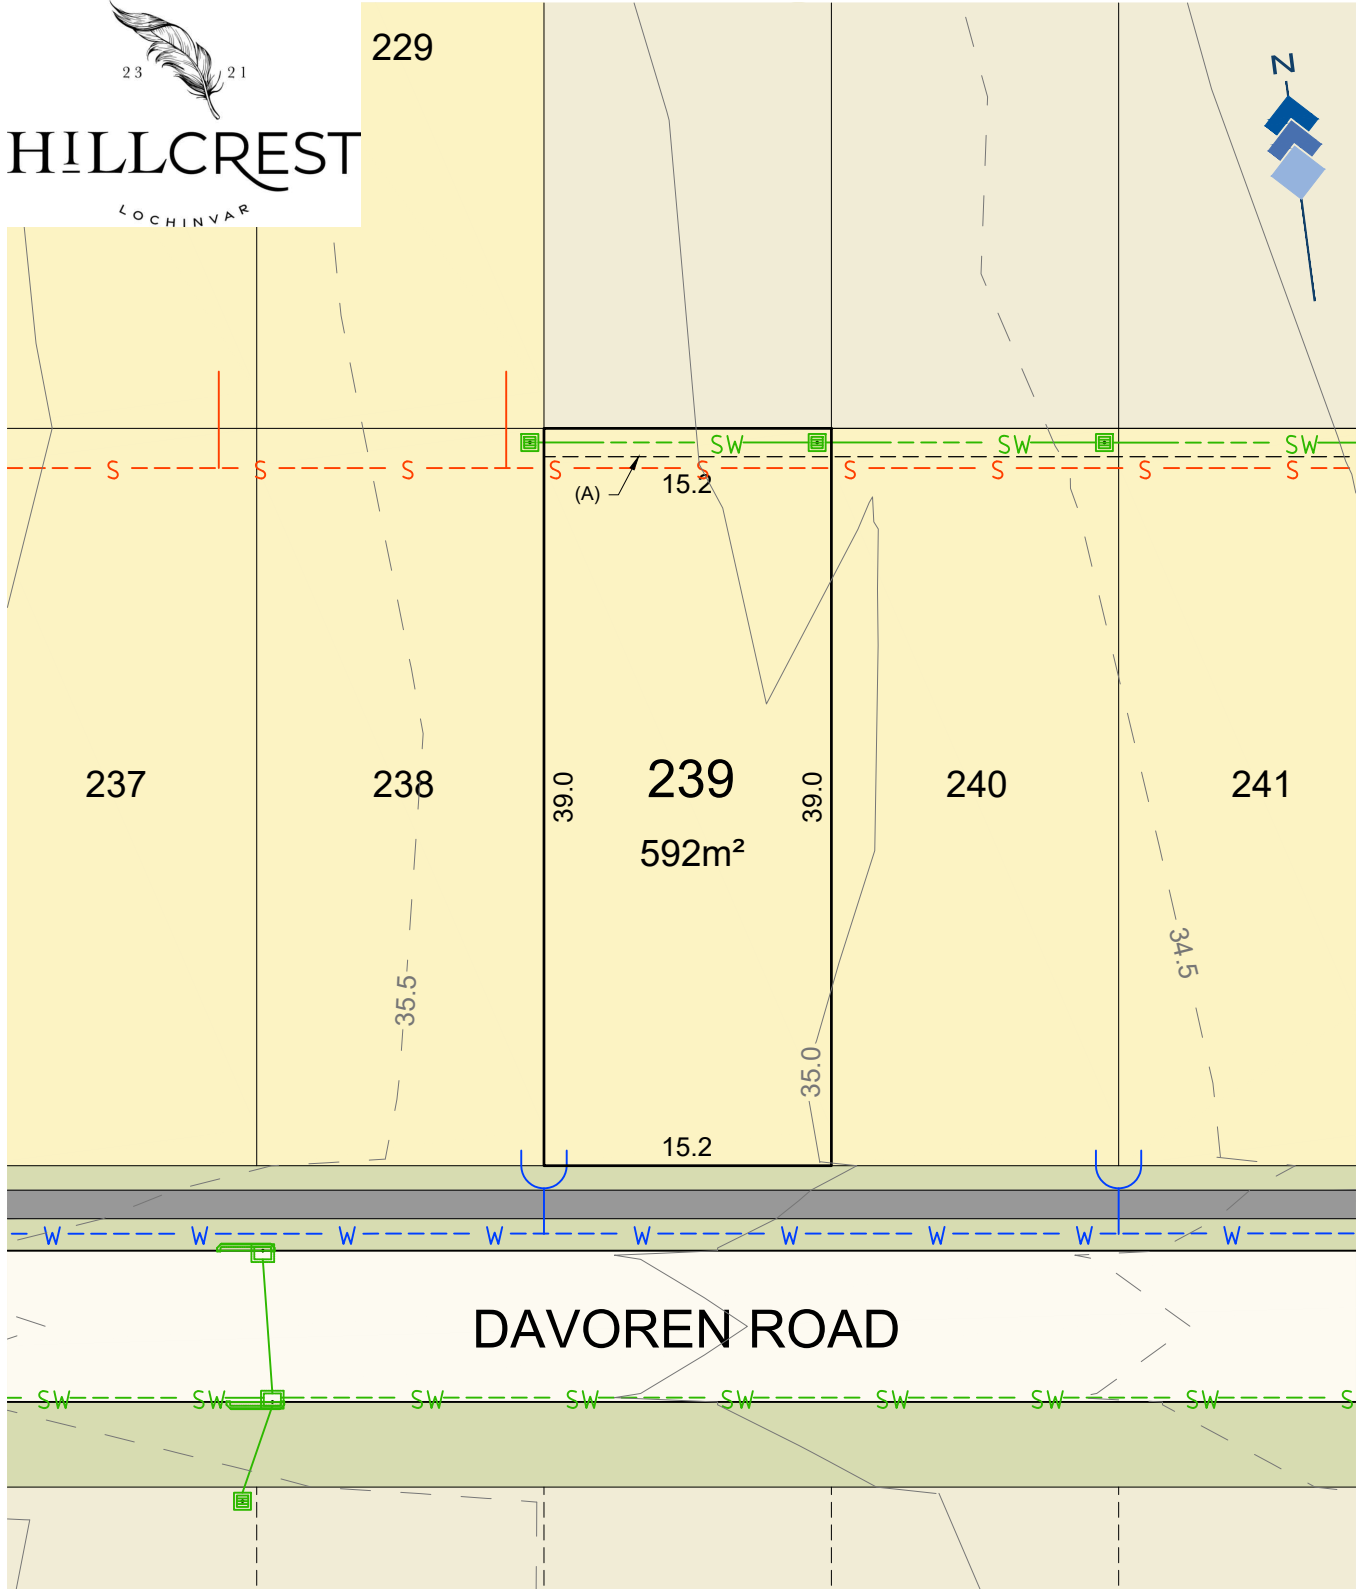 229
23 21
HILLCREST
LOCHINVAR
N
SW SW SW
S S S S S S S S S
(A)
15.2
237
238
39.0
239
39.0
240
241
592m²
34.5
35.5
35.0
15.2
W W W W W W W W W
DAVOREN ROAD
SW SW SW SW SW SW SW SW S